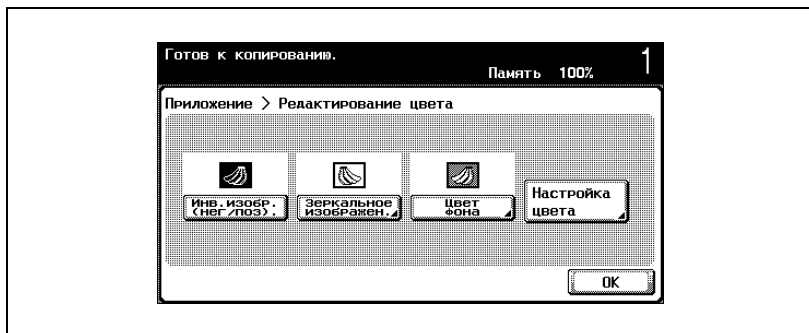 Готов к копированию.
Память 100% 1
Приложение > Редактирование цвета
Инв.изобр. (нег/поз).
Зеркальное изображен.
Цвет фона
Настройка цвета
OK